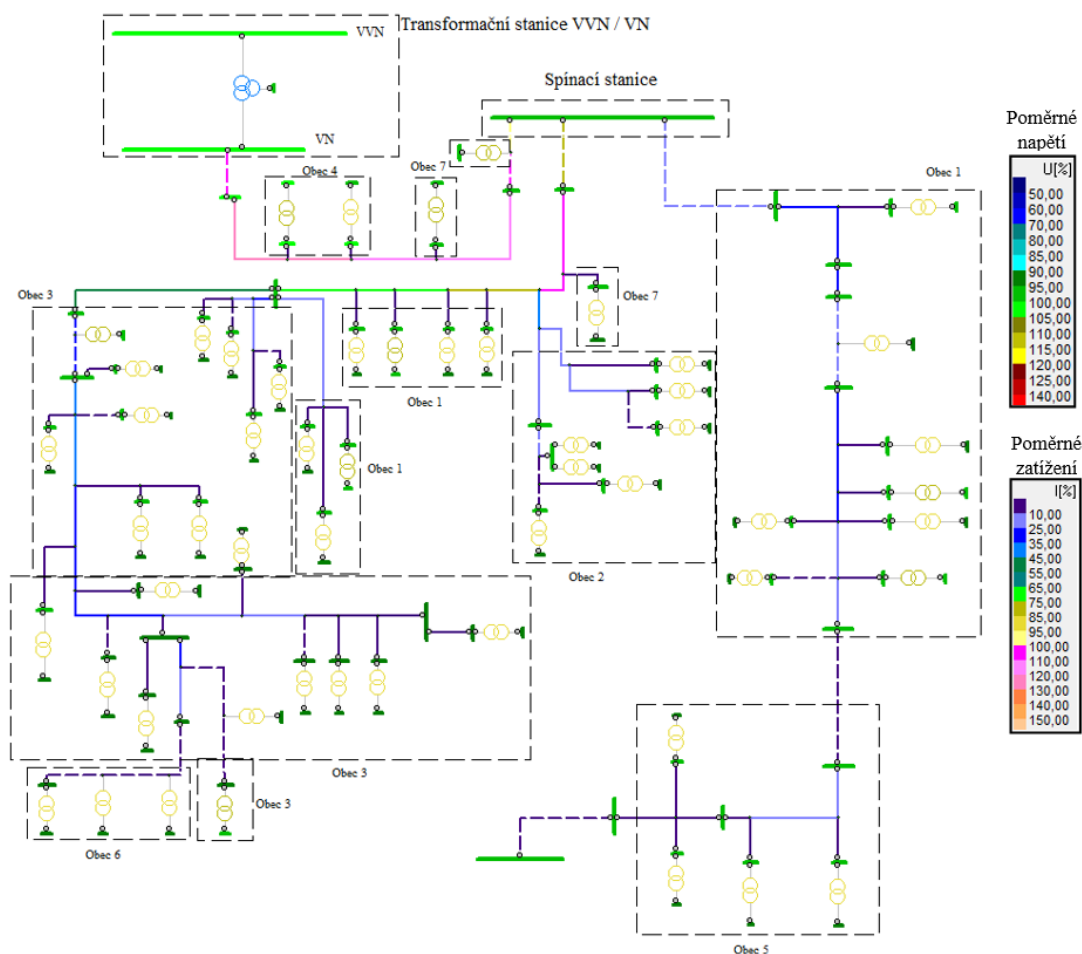 Transformační stanice VVN / VN
VVN
VN
Spínací stanice
Obec 4
Obec 7
Obec 1
Obec 3
Obec 7
Obec 1
Obec 1
Obec 2
Obec 3
Obec 3
Obec 6
Obec 5
Poměrné
napětí
U[%]
50,00
60,00
70,00
80,00
85,00
90,00
95,00
100,00
105,00
110,00
115,00
120,00
125,00
140,00
Poměrné
zatížení
I[%]
10,00
25,00
35,00
45,00
55,00
65,00
75,00
85,00
95,00
100,00
110,00
120,00
130,00
140,00
150,00